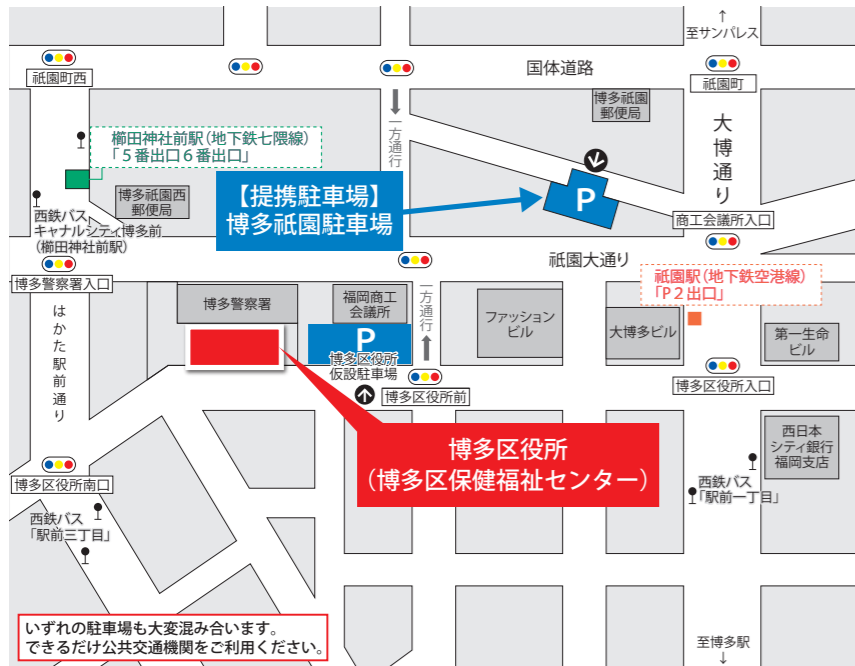 ↑
至サンパレス
国体道路
祇園町西
祇園町
博多祇園
郵便局
大博通り
一方通行
櫛田神社前駅（地下鉄七隈線）
「５番出口６番出口」
博多祇園西
郵便局
【提携駐車場】
博多祇園駐車場
P
西鉄バス
キャナルシティ博多前
（櫛田神社前駅）
商工会議所入口
祇園大通り
博多警察署入口
祇園駅（地下鉄空港線）
「P２出口」
はかた駅前通り
博多警察署
福岡商工
会議所
一方通行
P
博多区役所
仮設駐車場
ファッション
ビル
大博多ビル
第一生命
ビル
博多区役所前
博多区役所入口
博多区役所
（博多区保健福祉センター）
西日本
シティ銀行
福岡支店
博多区役所南口
西鉄バス
「駅前一丁目」
西鉄バス
「駅前三丁目」
いずれの駐車場も大変混み合います。
できるだけ公共交通機関をご利用ください。
至博多駅
↓